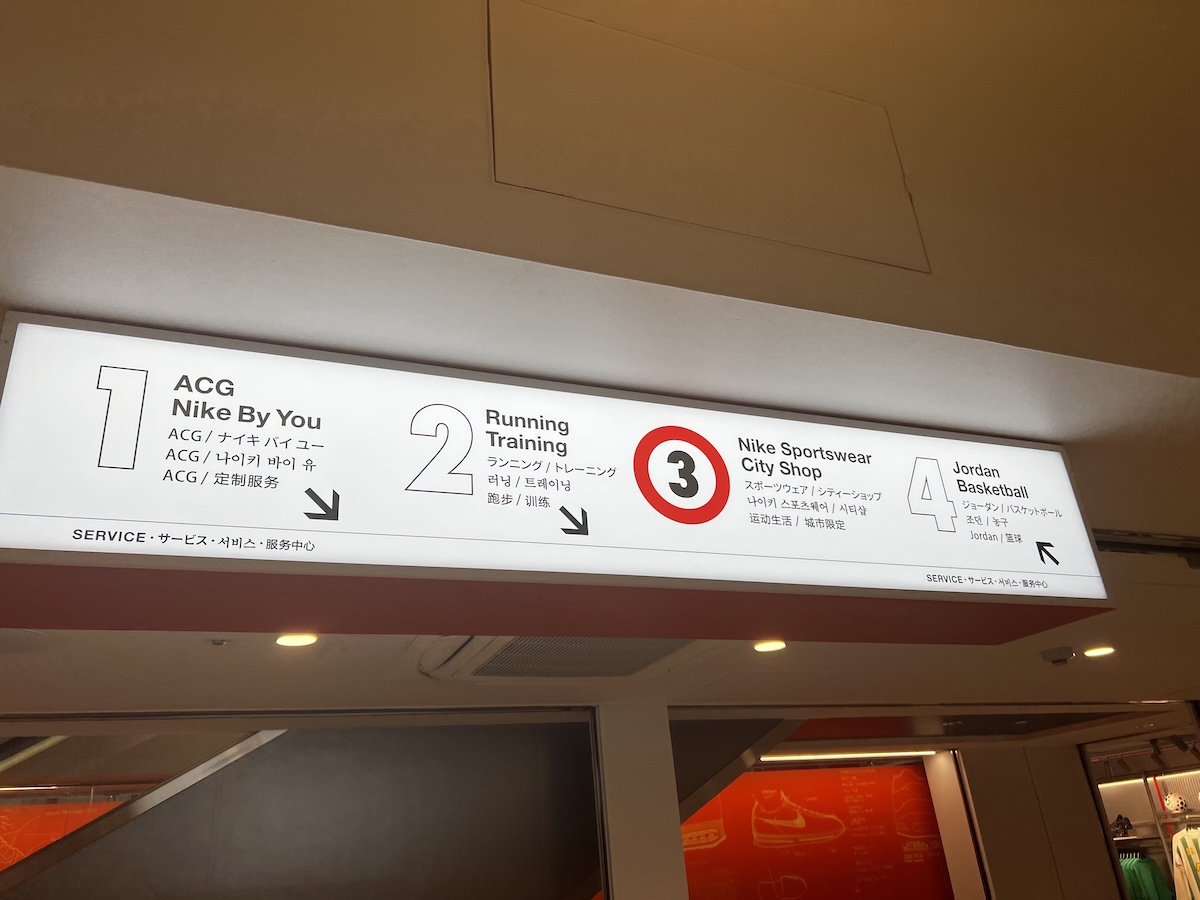 1
ACG
Nike By You
ACG / ナイキ バイ ユー
ACG / 나이키 바이 유
ACG / 定制服务
2
Running
Training
ランニング / トレーニング
러닝 / 트레이닝
跑步 / 训练
3
Nike Sportswear
City Shop
スポーツウェア / シティーショップ
나이키 스포츠웨어 / 시티샵
运动生活 / 城市限定
4
Jordan
Basketball
ジョーダン / バスケットボール
조던 / 농구
Jordan / 篮球
SERVICE・サービス・서비스・服务中心
SERVICE・サービス・서비스・服务中心